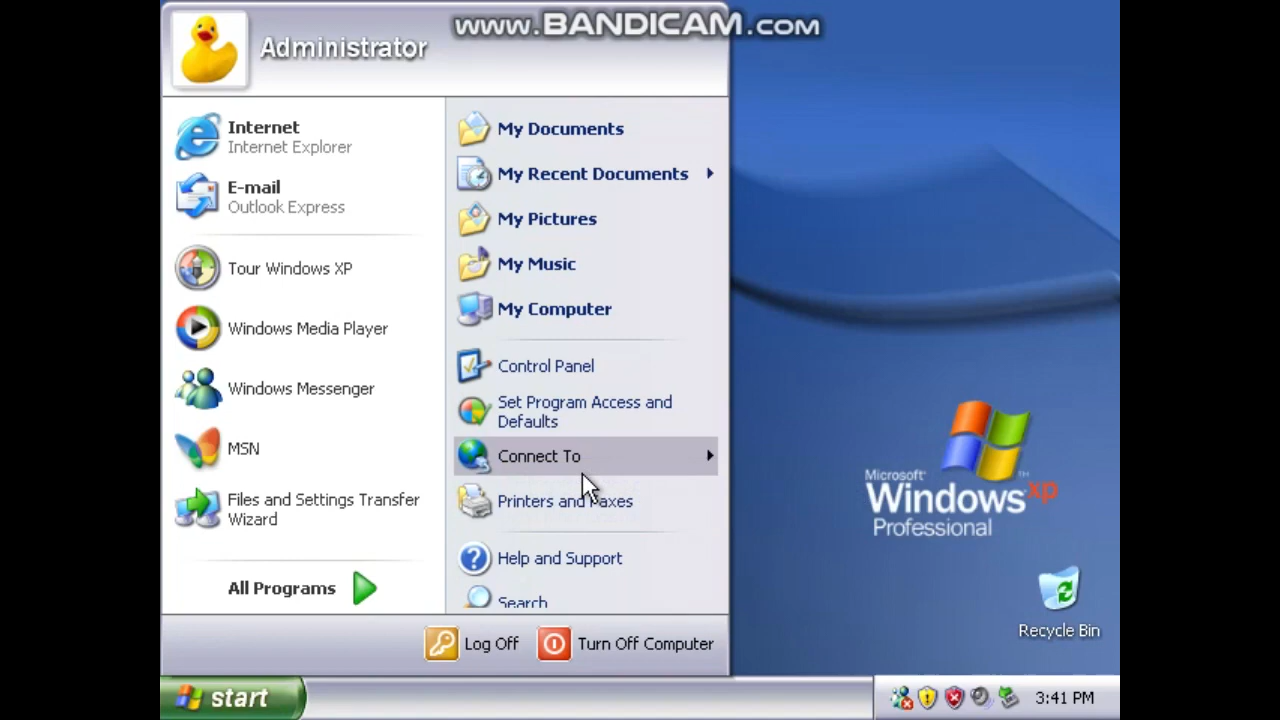 www.BANDICAM.com
Administrator
Internet
Internet Explorer
E-mail
Outlook Express
Tour Windows XP
Windows Media Player
Windows Messenger
MSN
Files and Settings Transfer
Wizard
All Programs
My Documents
My Recent Documents
My Pictures
My Music
My Computer
Control Panel
Set Program Access and
Defaults
Connect To
Printers and Faxes
Help and Support
Search
Log Off
Turn Off Computer
Microsoft
Windows xp
Professional
Recycle Bin
start
3:41 PM